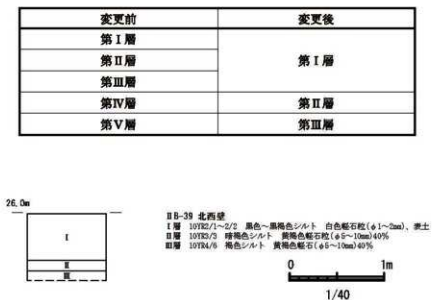 変更前 変更後
第Ⅰ層 第Ⅰ層
第Ⅱ層
第Ⅲ層
第Ⅳ層 第Ⅱ層
第Ⅴ層 第Ⅲ層
26.0m
Ⅰ
Ⅱ
Ⅲ
ⅡB-39 北西壁
Ⅰ層 10YR2/1～2/2 黒色～黒褐色シルト 白色軽石粒(φ1～2mm)、表土
Ⅱ層 10YR3/3 暗褐色シルト 黄褐色軽石粒(φ5～10mm)40%
Ⅲ層 10YR4/6 褐色シルト 黄褐色軽石(φ6～10mm)40%
0 1m
1/40